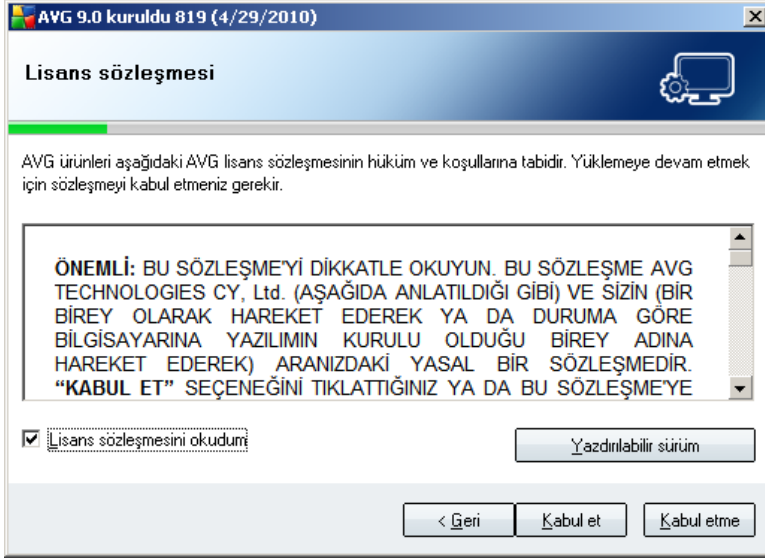 AVG 9.0 kuruldu 819 (4/29/2010)
Lisans sözleşmesi
AVG ürünleri aşağıdaki AVG lisans sözleşmesinin hüküm ve koşullarına tabidir. Yüklemeye devam etmek
için sözleşmeyi kabul etmeniz gerekir.
ÖNEMLİ: BU SÖZLEŞME'Yİ DİKKATLE OKUYUN. BU SÖZLEŞME AVG
TECHNOLOGIES CY, Ltd. (AŞAĞIDA ANLATILDIĞI GİBİ) VE SİZİN (BİR
BİREY OLARAK HAREKET EDEREK YA DA DURUMA GÖRE
BİLGİSAYARINA YAZILIMIN KURULU OLDUĞU BİREY ADINA
HAREKET EDEREK) ARANIZDAKİ YASAL BİR SÖZLEŞMEDİR.
“KABUL ET” SEÇENEĞİNİ TIKLATTIĞINIZ YA DA BU SÖZLEŞME'YE
Lisans sözleşmesini okudum
Yazdırılabilir sürüm
< Geri
Kabul et
Kabul etme